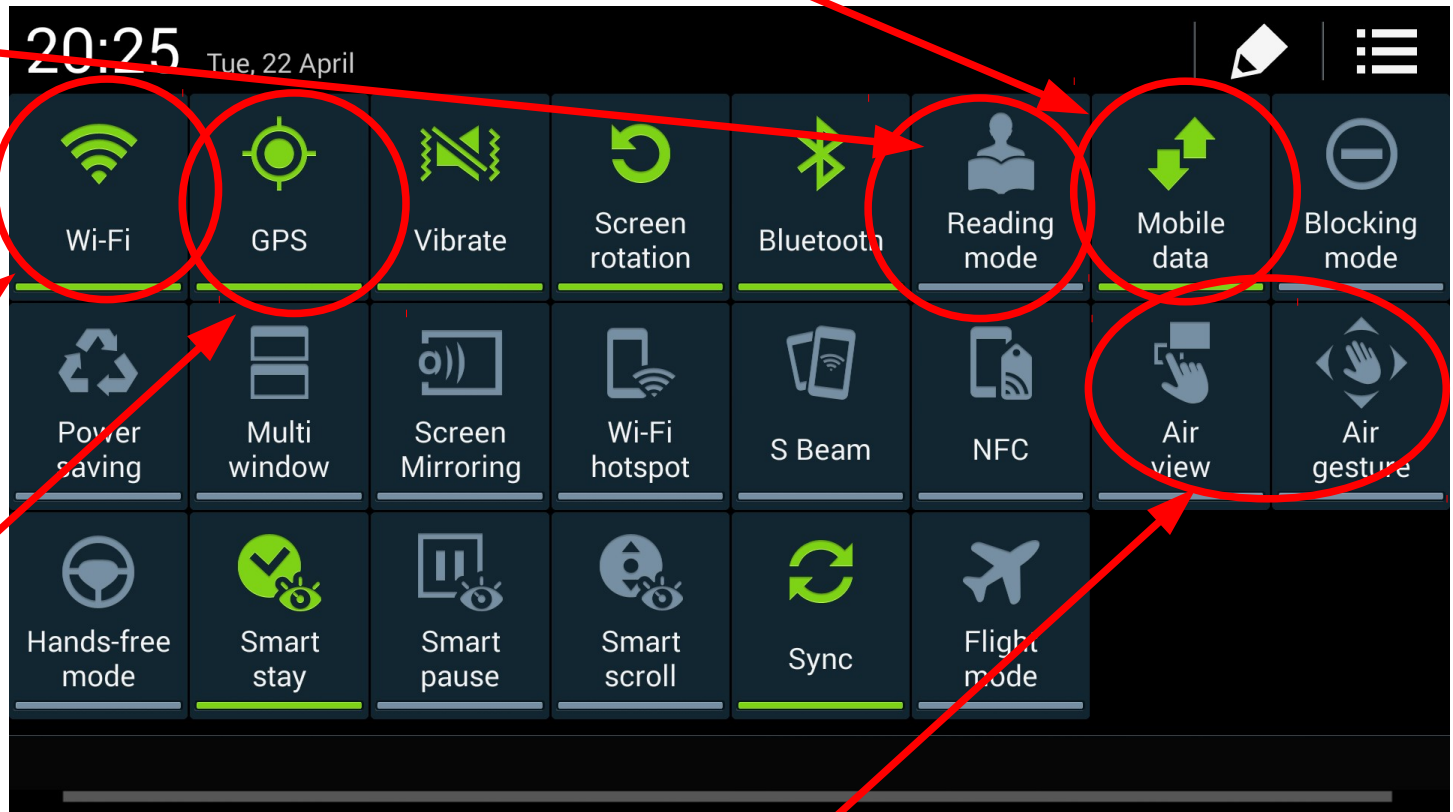 20:25 Tue, 22 April
Wi-Fi
GPS
Vibrate
Screen
rotation
Bluetooth
Reading
mode
Mobile
data
Blocking
mode
Power
saving
Multi
window
Screen
Mirroring
Wi-Fi
hotspot
S Beam
NFC
Air
view
Air
gesture
Hands-free
mode
Smart
stay
Smart
pause
Smart
scroll
Sync
Flight
mode